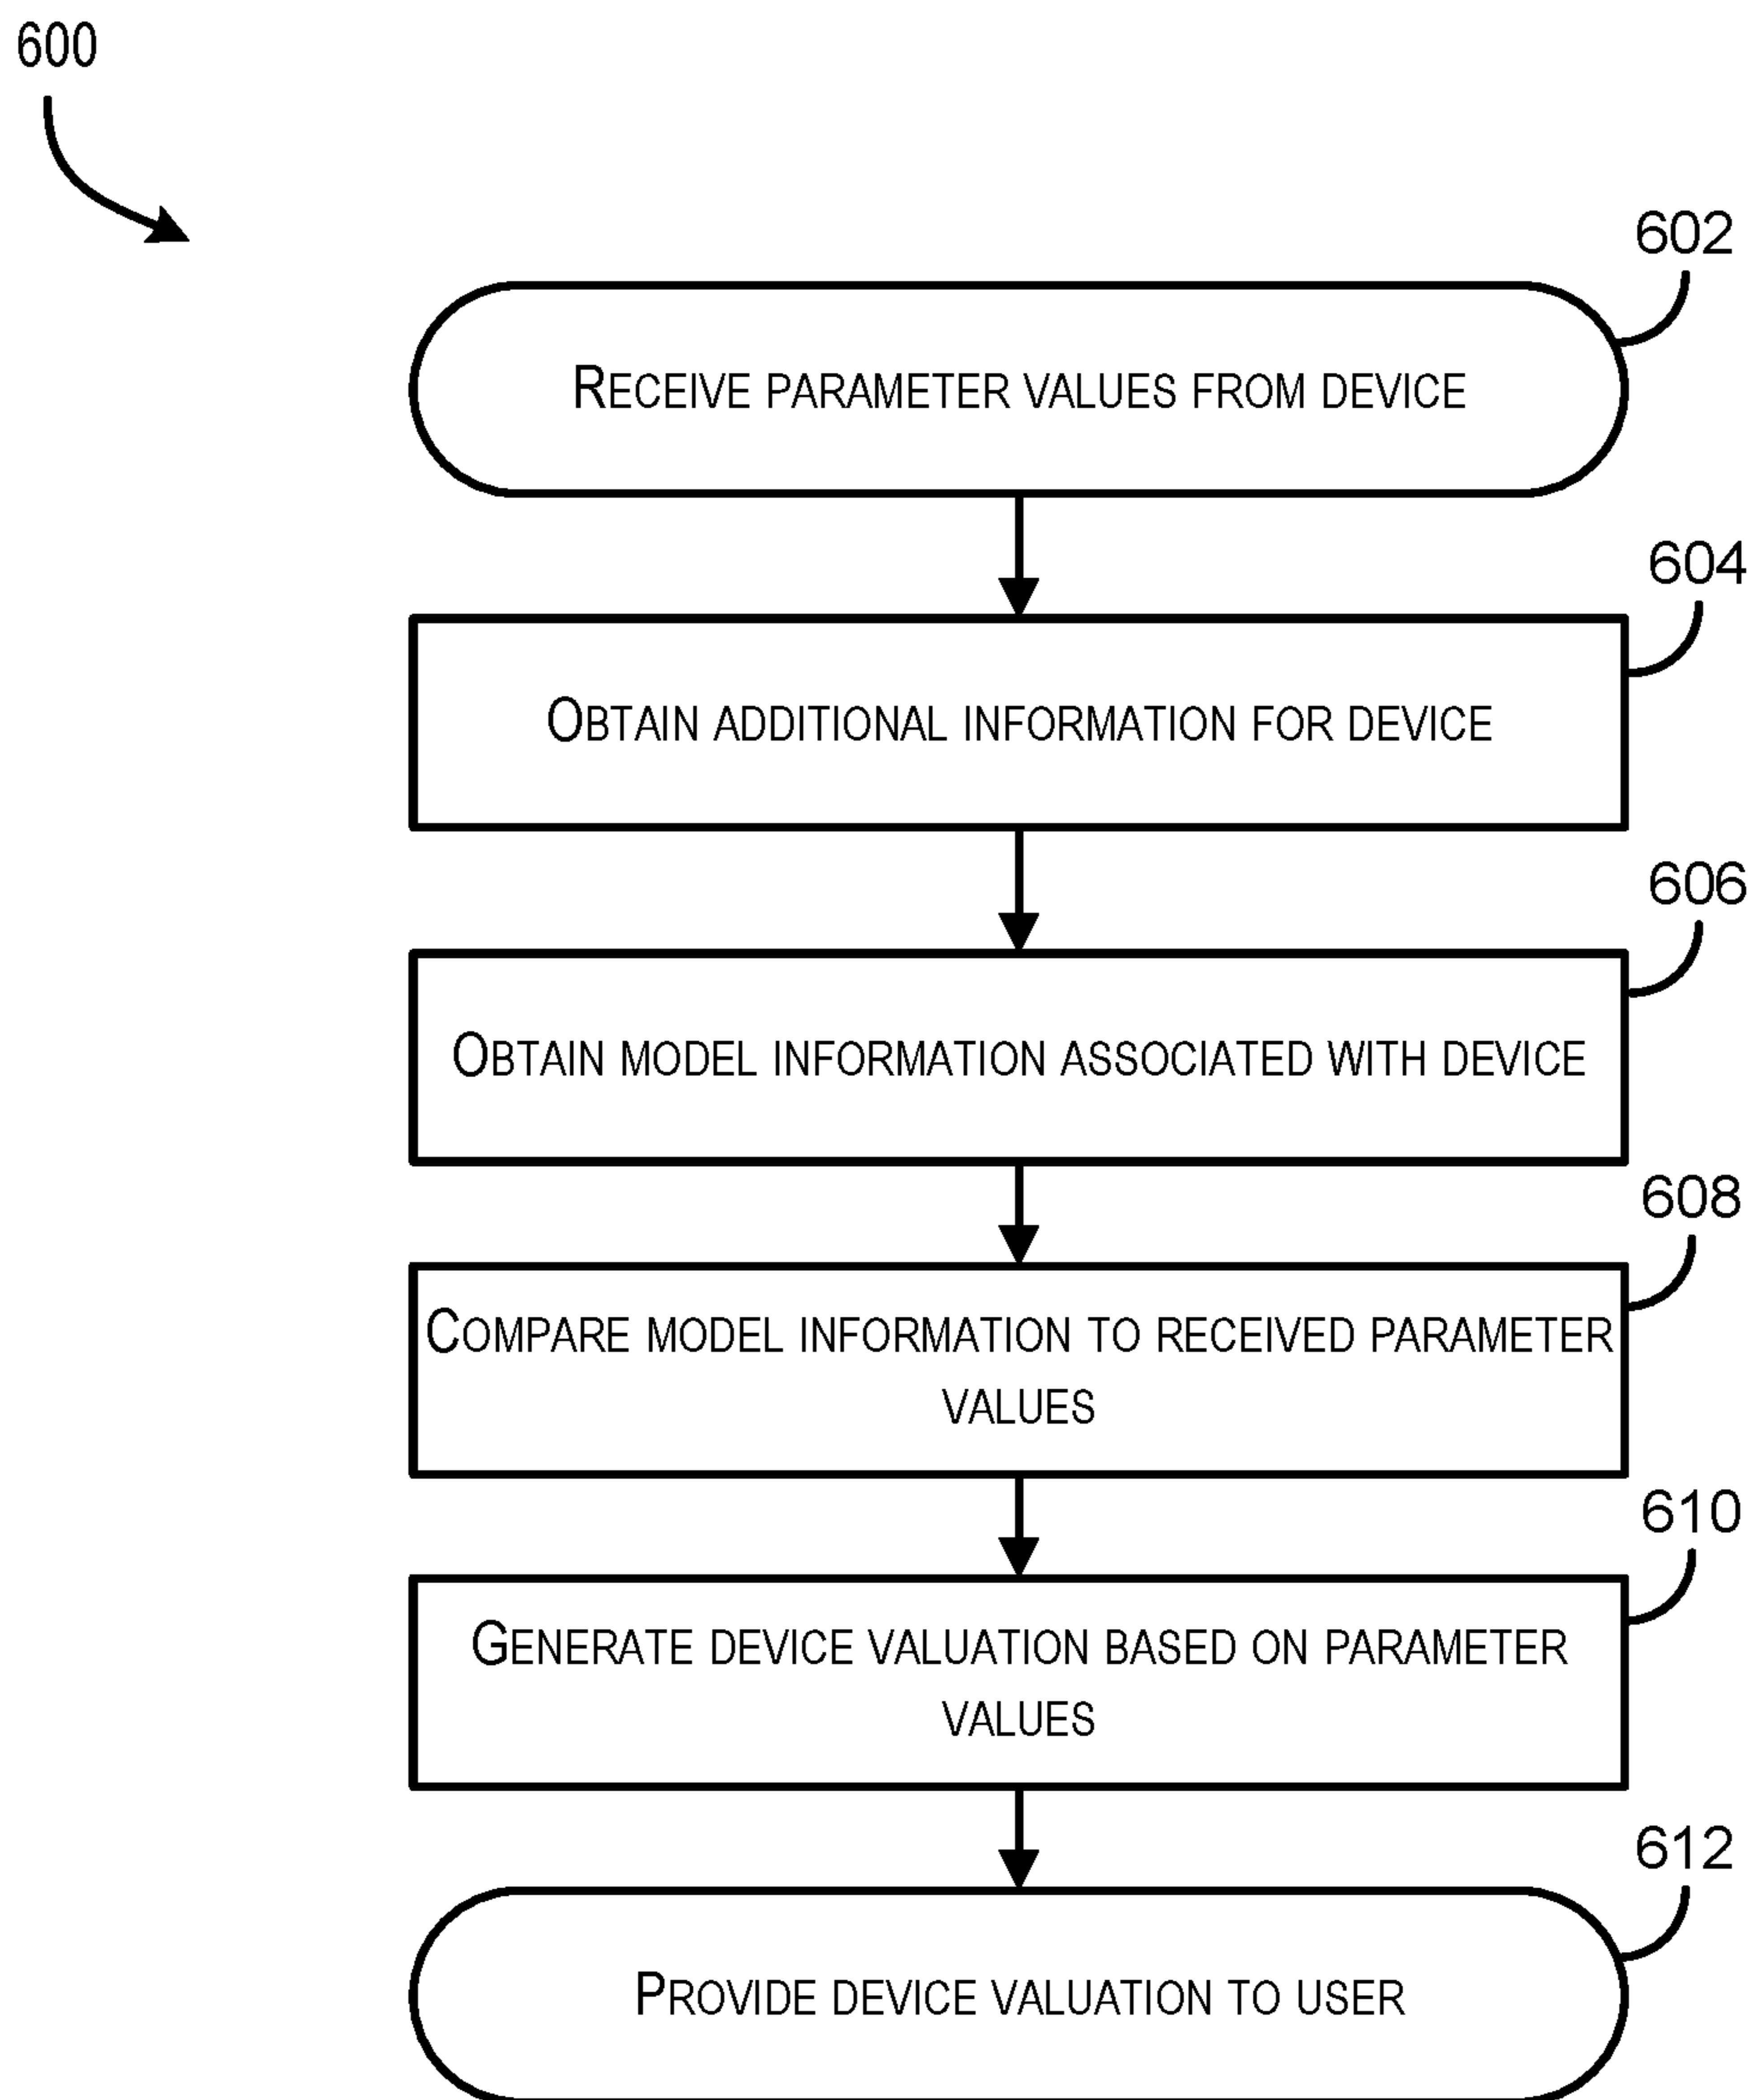 600
602
Receive parameter values from device
604
Obtain additional information for device
606
Obtain model information associated with device
608
Compare model information to received parameter
values
610
Generate device valuation based on parameter
values
612
Provide device valuation to user